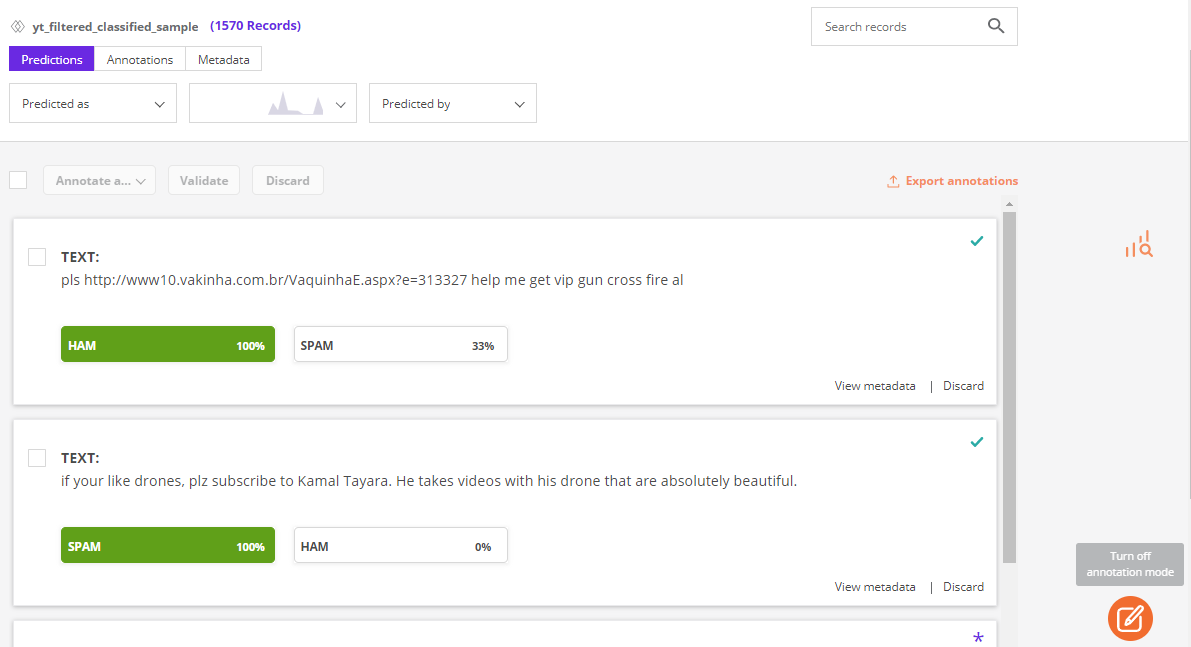 yt_filtered_classified_sample (1570 Records)
Search records
Predictions Annotations Metadata
Predicted as Predicted by
Annotate a... Validate Discard
Export annotations
TEXT:
pls http://www10.vakinha.com.br/VaquinhaE.aspx?e=313327 help me get vip gun cross fire al
HAM 100% SPAM 33%
View metadata | Discard
TEXT:
if your like drones, plz subscribe to Kamal Tayara. He takes videos with his drone that are absolutely beautiful.
SPAM 100% HAM 0%
View metadata | Discard
Turn off
annotation mode
*